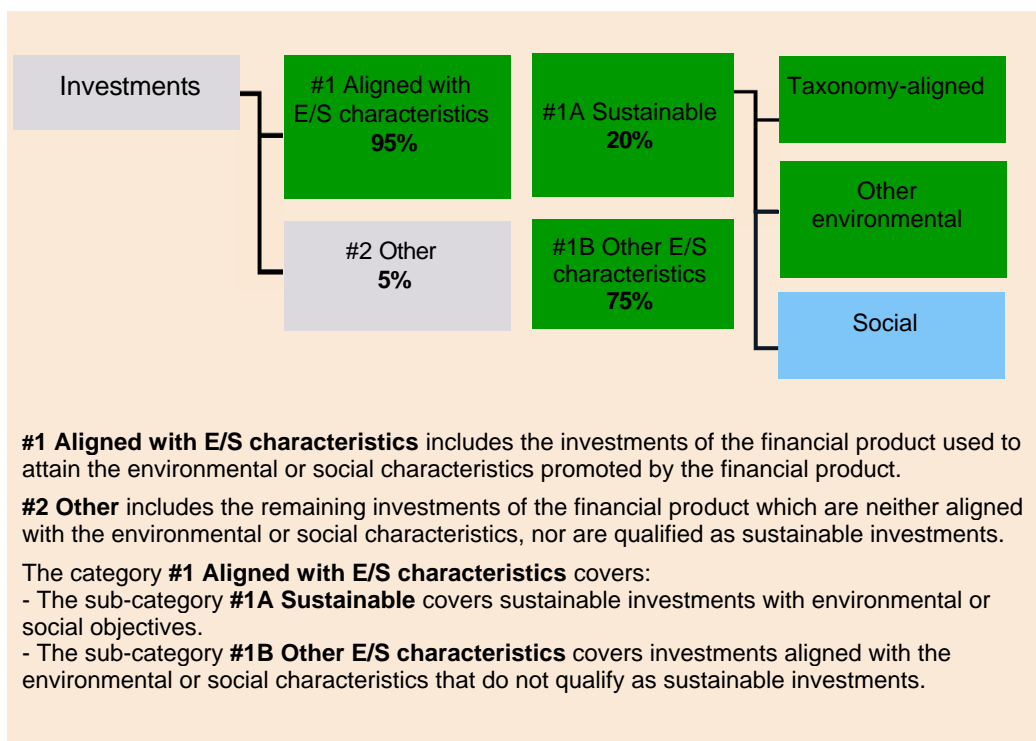 Investments
#1 Aligned with
E/S characteristics
95%
#2 Other
5%
#1A Sustainable
20%
#1B Other E/S
characteristics
75%
Taxonomy-aligned
Other
environmental
Social
#1 Aligned with E/S characteristics includes the investments of the financial product used to
attain the environmental or social characteristics promoted by the financial product.
#2 Other includes the remaining investments of the financial product which are neither aligned
with the environmental or social characteristics, nor are qualified as sustainable investments.
The category #1 Aligned with E/S characteristics covers:
- The sub-category #1A Sustainable covers sustainable investments with environmental or
social objectives.
- The sub-category #1B Other E/S characteristics covers investments aligned with the
environmental or social characteristics that do not qualify as sustainable investments.